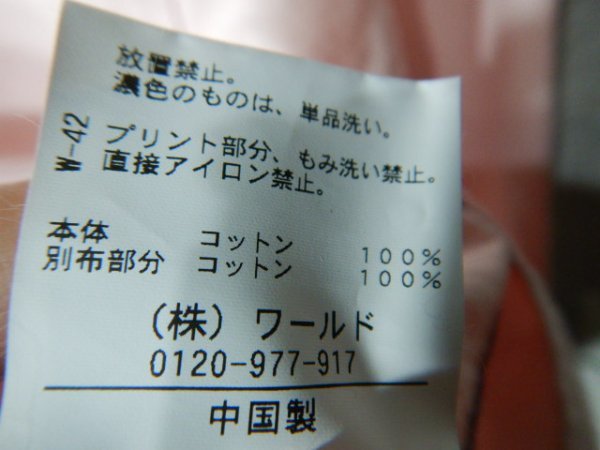 放置禁止。
濃色のものは、単品洗い。
W-42
プリント部分、もみ洗い禁止。
直接アイロン禁止。
本体 コットン 100%
別布部分 コットン 100%
(株)ワールド
0120-977-917
中国製